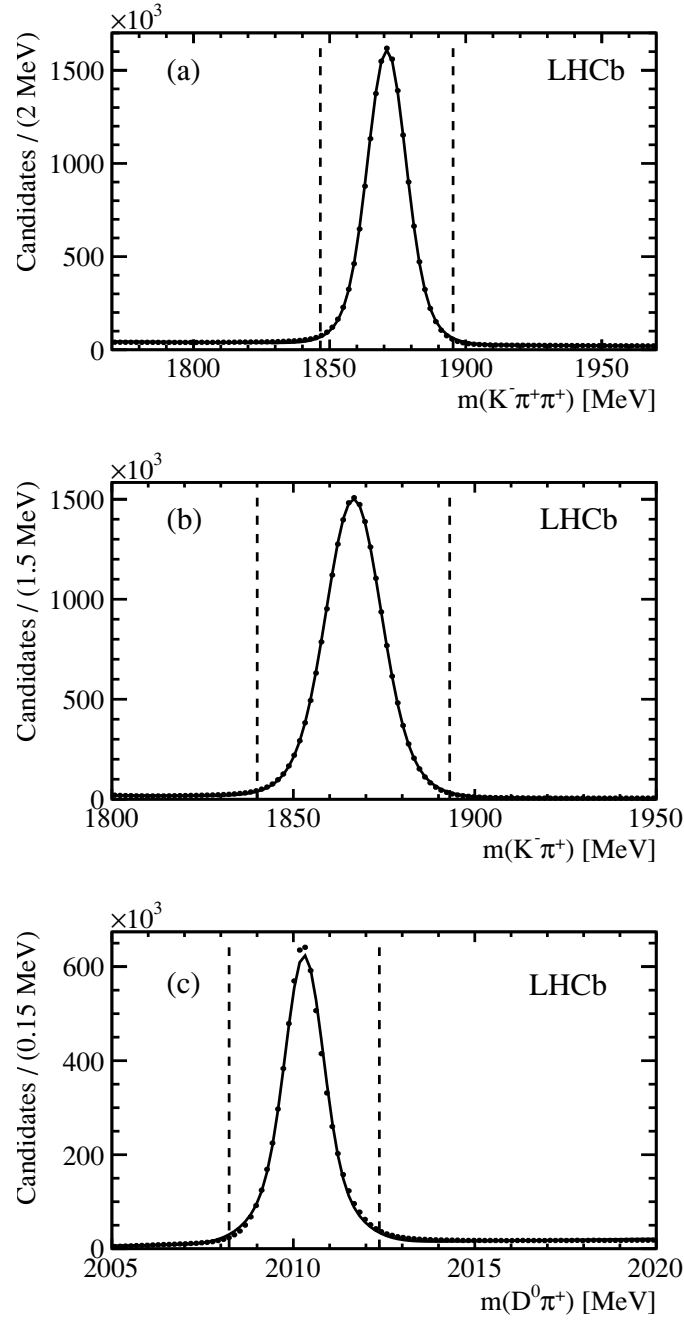 ×10³
1500
1000
500
0
Candidates / (2 MeV)
(a)
LHCb
1800 1850 1900 1950
m(K⁻π⁺π⁺) [MeV]
×10³
1500
1000
500
0
Candidates / (1.5 MeV)
(b)
LHCb
1800 1850 1900 1950
m(K⁻π⁺) [MeV]
×10³
600
400
200
0
Candidates / (0.15 MeV)
(c)
LHCb
2005 2010 2015 2020
m(D⁰π⁺) [MeV]